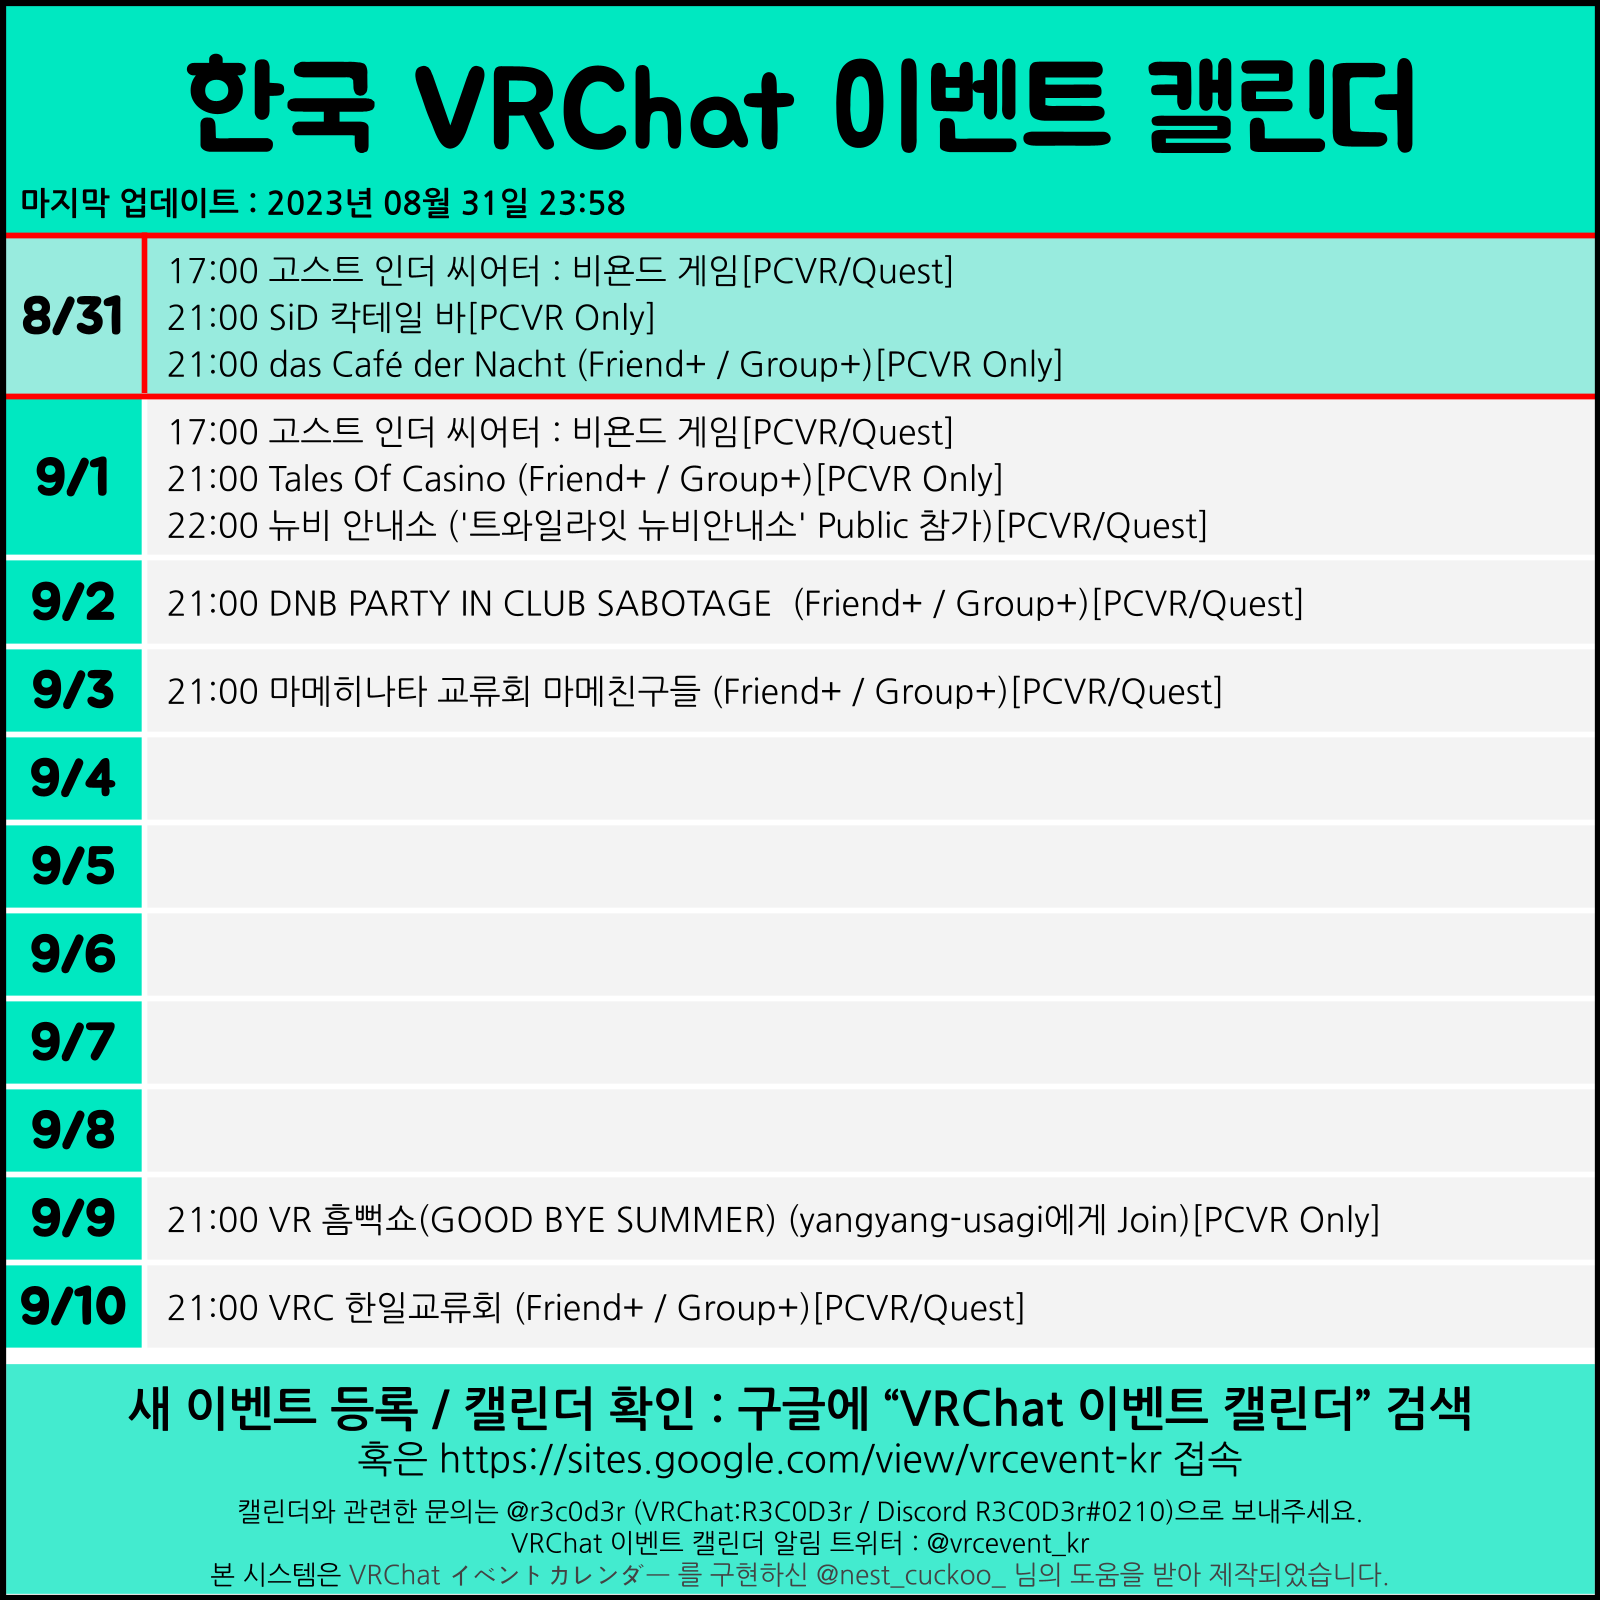 한국 VRChat 이벤트 캘린더
마지막 업데이트 : 2023년 08월 31일 23:58
8/31
17:00 고스트 인더 씨어터 : 비욘드 게임[PCVR/Quest]
21:00 SiD 칵테일 바[PCVR Only]
21:00 das Café der Nacht (Friend+ / Group+)[PCVR Only]
9/1
17:00 고스트 인더 씨어터 : 비욘드 게임[PCVR/Quest]
21:00 Tales Of Casino (Friend+ / Group+)[PCVR Only]
22:00 뉴비 안내소 ('트와일라잇 뉴비안내소' Public 참가)[PCVR/Quest]
9/2
21:00 DNB PARTY IN CLUB SABOTAGE  (Friend+ / Group+)[PCVR/Quest]
9/3
21:00 마메히나타 교류회 마메친구들 (Friend+ / Group+)[PCVR/Quest]
9/4
9/5
9/6
9/7
9/8
9/9
21:00 VR 흠뻑쇼(GOOD BYE SUMMER) (yangyang-usagi에게 Join)[PCVR Only]
9/10
21:00 VRC 한일교류회 (Friend+ / Group+)[PCVR/Quest]
새 이벤트 등록 / 캘린더 확인 : 구글에 “VRChat 이벤트 캘린더” 검색
혹은 https://sites.google.com/view/vrcevent-kr 접속
캘린더와 관련한 문의는 @r3c0d3r (VRChat:R3C0D3r / Discord R3C0D3r#0210)으로 보내주세요.
VRChat 이벤트 캘린더 알림 트위터 : @vrcevent_kr
본 시스템은 VRChat イベントカレンダー 를 구현하신 @nest_cuckoo_ 님의 도움을 받아 제작되었습니다.